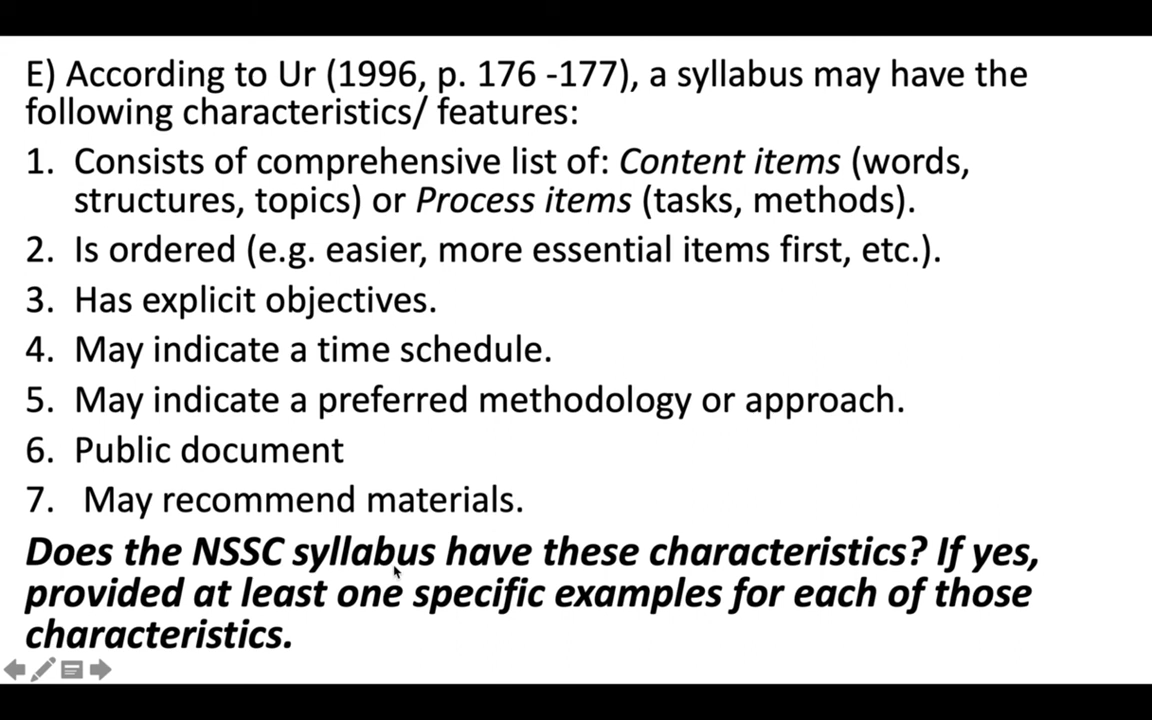 E) According to Ur (1996, p. 176 -177), a syllabus may have the
following characteristics/ features:
1. Consists of comprehensive list of: Content items (words,
structures, topics) or Process items (tasks, methods).
2. Is ordered (e.g. easier, more essential items first, etc.).
3. Has explicit objectives.
4. May indicate a time schedule.
5. May indicate a preferred methodology or approach.
6. Public document
7. May recommend materials.
Does the NSSC syllabus have these characteristics? If yes,
provided at least one specific examples for each of those
characteristics.